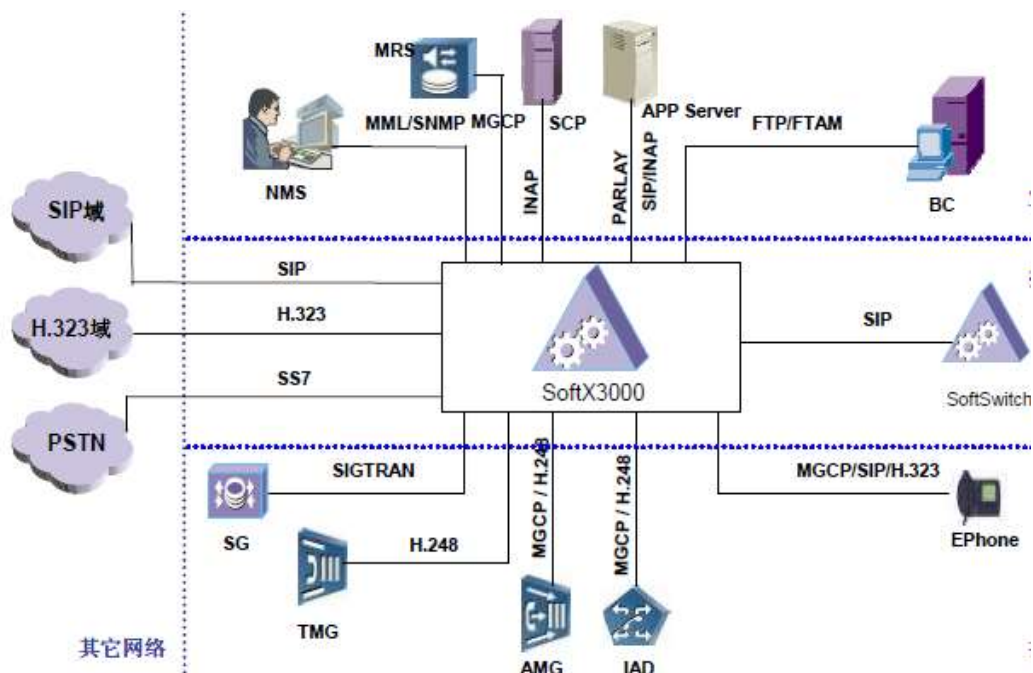 MRS
MML/SNMP
MGCP
SCP
APP Server
FTP/FTAM
NMS
INAP
PARLAY
SIP/INAP
BC
SIP域
SIP
H.323域
H.323
SoftX3000
SIP
SoftSwitch
SS7
PSTN
SIGTRAN
SG
H.248
TMG
MGCP / H.248
AMG
MGCP / H.248
IAD
MGCP/SIP/H.323
EPhone
其它网络